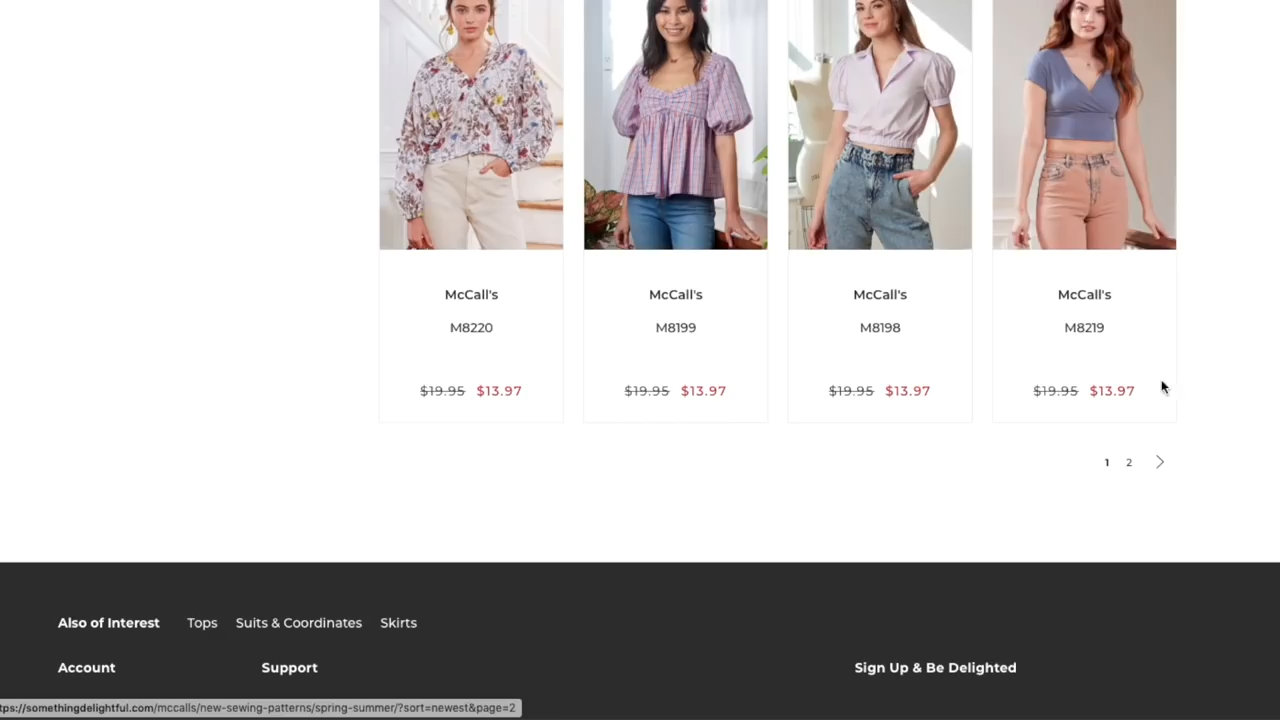 McCall's McCall's McCall's McCall's
M8220 M8199 M8198 M8219
$19.95 $13.97 $19.95 $13.97 $19.95 $13.97 $19.95 $13.97
1 2
Also of Interest Tops Suits & Coordinates Skirts
Account Support Sign Up & Be Delighted
tps://somethingdelightful.com/mccalls/new-sewing-patterns/spring-summer/?sort=newest&page=2